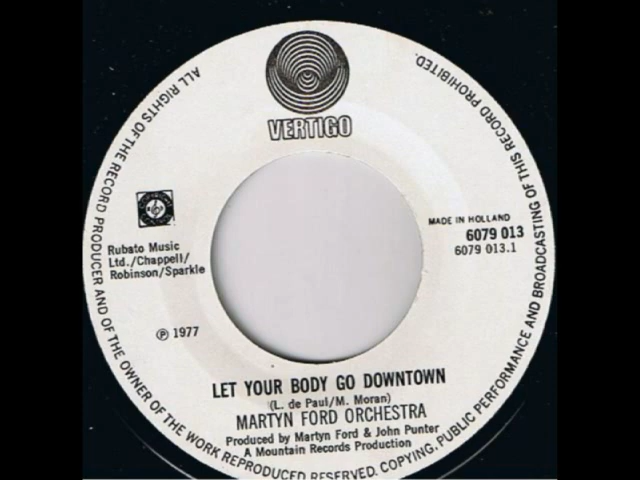 VERTIGO
ALL RIGHTS OF THE RECORD PRODUCER AND OF THE OWNER OF THE WORK REPRODUCED RESERVED. COPYING, PUBLIC PERFORMANCE AND BROADCASTING OF THIS RECORD PROHIBITED.
Rubato Music
Ltd./Chappell/
Robinson/Sparkle
MADE IN HOLLAND
6079 013
6079 013.1
℗ 1977
LET YOUR BODY GO DOWNTOWN
(L. de Paul/M. Moran)
MARTYN FORD ORCHESTRA
Produced by Martyn Ford & John Punter
A Mountain Records Production